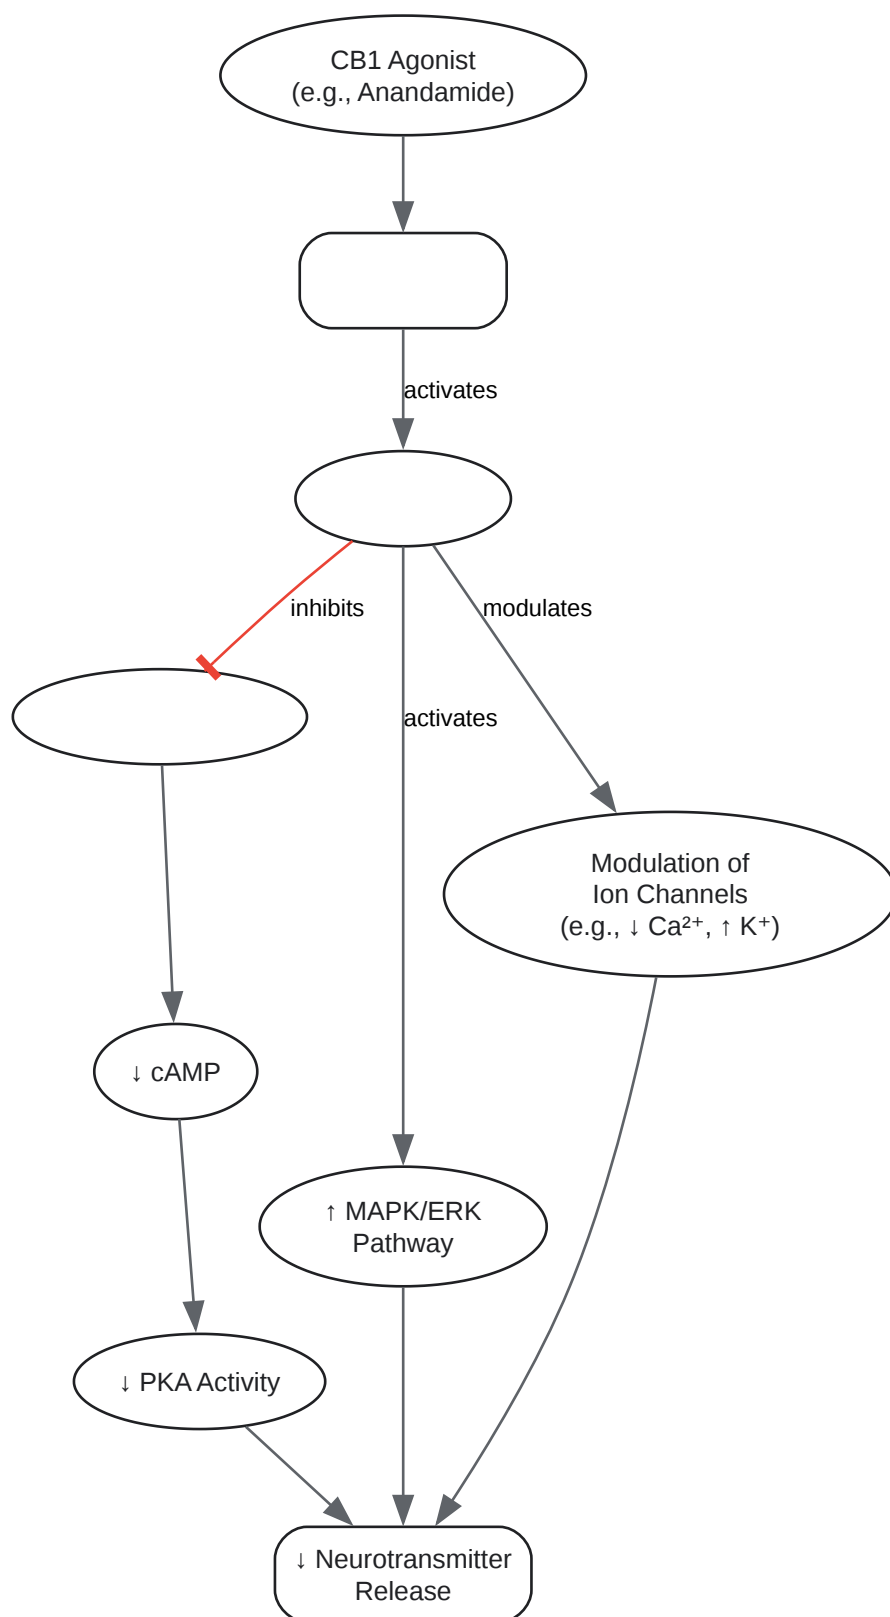 CB1 Agonist
(e.g., Anandamide)
activates
inhibits
modulates
activates
Modulation of
Ion Channels
(e.g., ↓ Ca²⁺, ↑ K⁺)
↓ cAMP
↑ MAPK/ERK
Pathway
↓ PKA Activity
↓ Neurotransmitter
Release